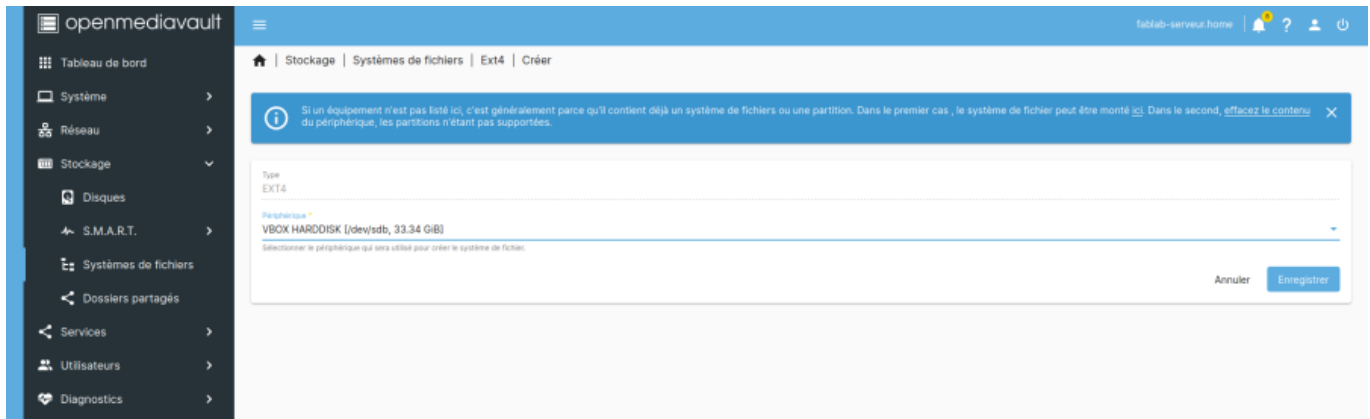 openmediavault
fablab-serveur.home
Tableau de bord
Système
Réseau
Stockage
Disques
S.M.A.R.T.
Systèmes de fichiers
Dossiers partagés
Services
Utilisateurs
Diagnostics
| Stockage | Systèmes de fichiers | Ext4 | Créer
Si un équipement n'est pas listé ici, c'est généralement parce qu'il contient déjà un système de fichiers ou une partition. Dans le premier cas , le système de fichier peut être monté ici. Dans le second, effacez le contenu
du périphérique, les partitions n'étant pas supportées.
Type
EXT4
Périphérique *
VBOX HARDDISK [/dev/sdb, 33.34 GiB]
Sélectionner le périphérique qui sera utilisé pour créer le système de fichier.
Annuler
Enregistrer